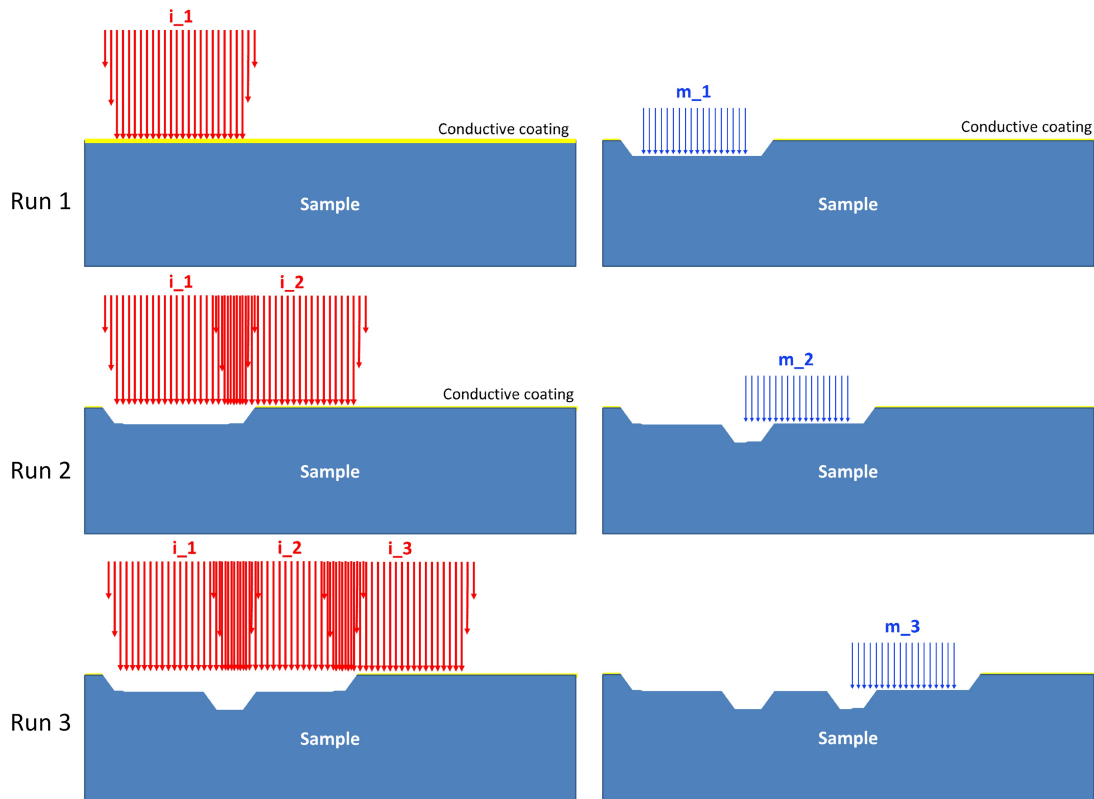 i_1
m_1
Conductive coating
Conductive coating
Run 1
Sample
Sample
i_1
i_2
m_2
Conductive coating
Run 2
Sample
Sample
i_1
i_2
i_3
m_3
Run 3
Sample
Sample